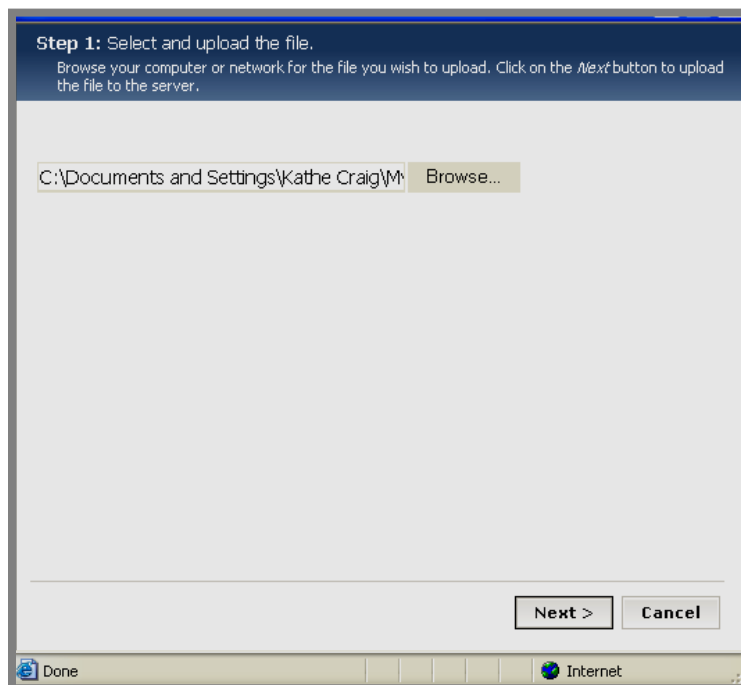 Step 1: Select and upload the file.
Browse your computer or network for the file you wish to upload. Click on the Next button to upload
the file to the server.
C:\Documents and Settings\Kathe Craig\My Browse...
Next > Cancel
Done Internet